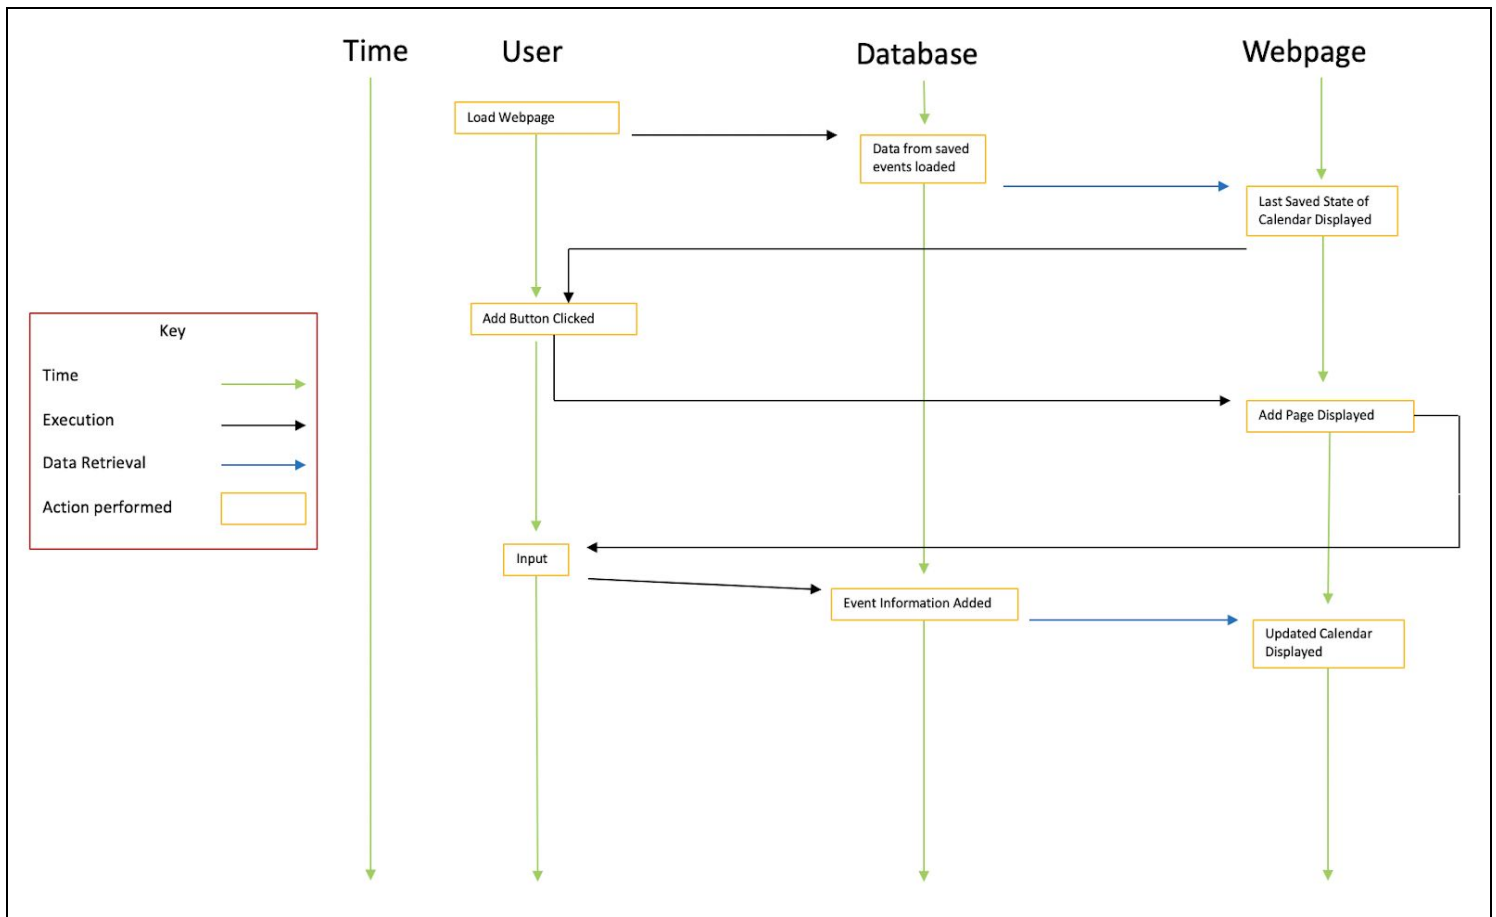 Time
User
Database
Webpage
Load Webpage
Data from saved
events loaded
Last Saved State of
Calendar Displayed
Add Button Clicked
Key
Time
Execution
Data Retrieval
Action performed
Add Page Displayed
Input
Event Information Added
Updated Calendar
Displayed